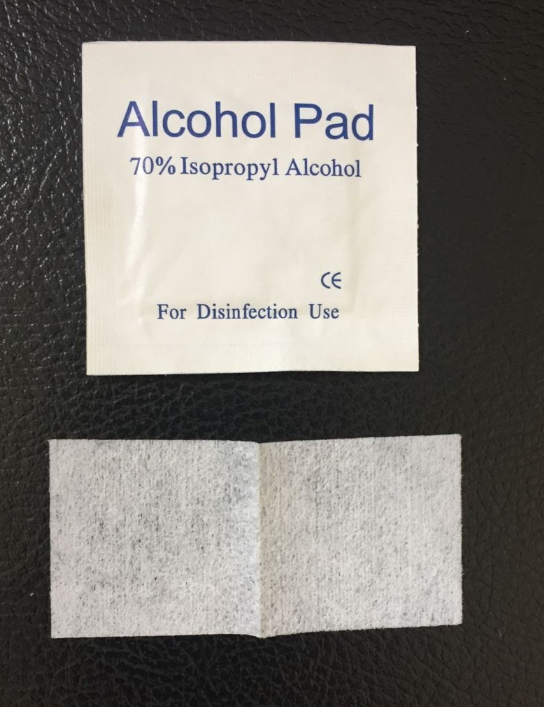 Alcohol Pad
70% Isopropyl Alcohol
CE
For Disinfection Use